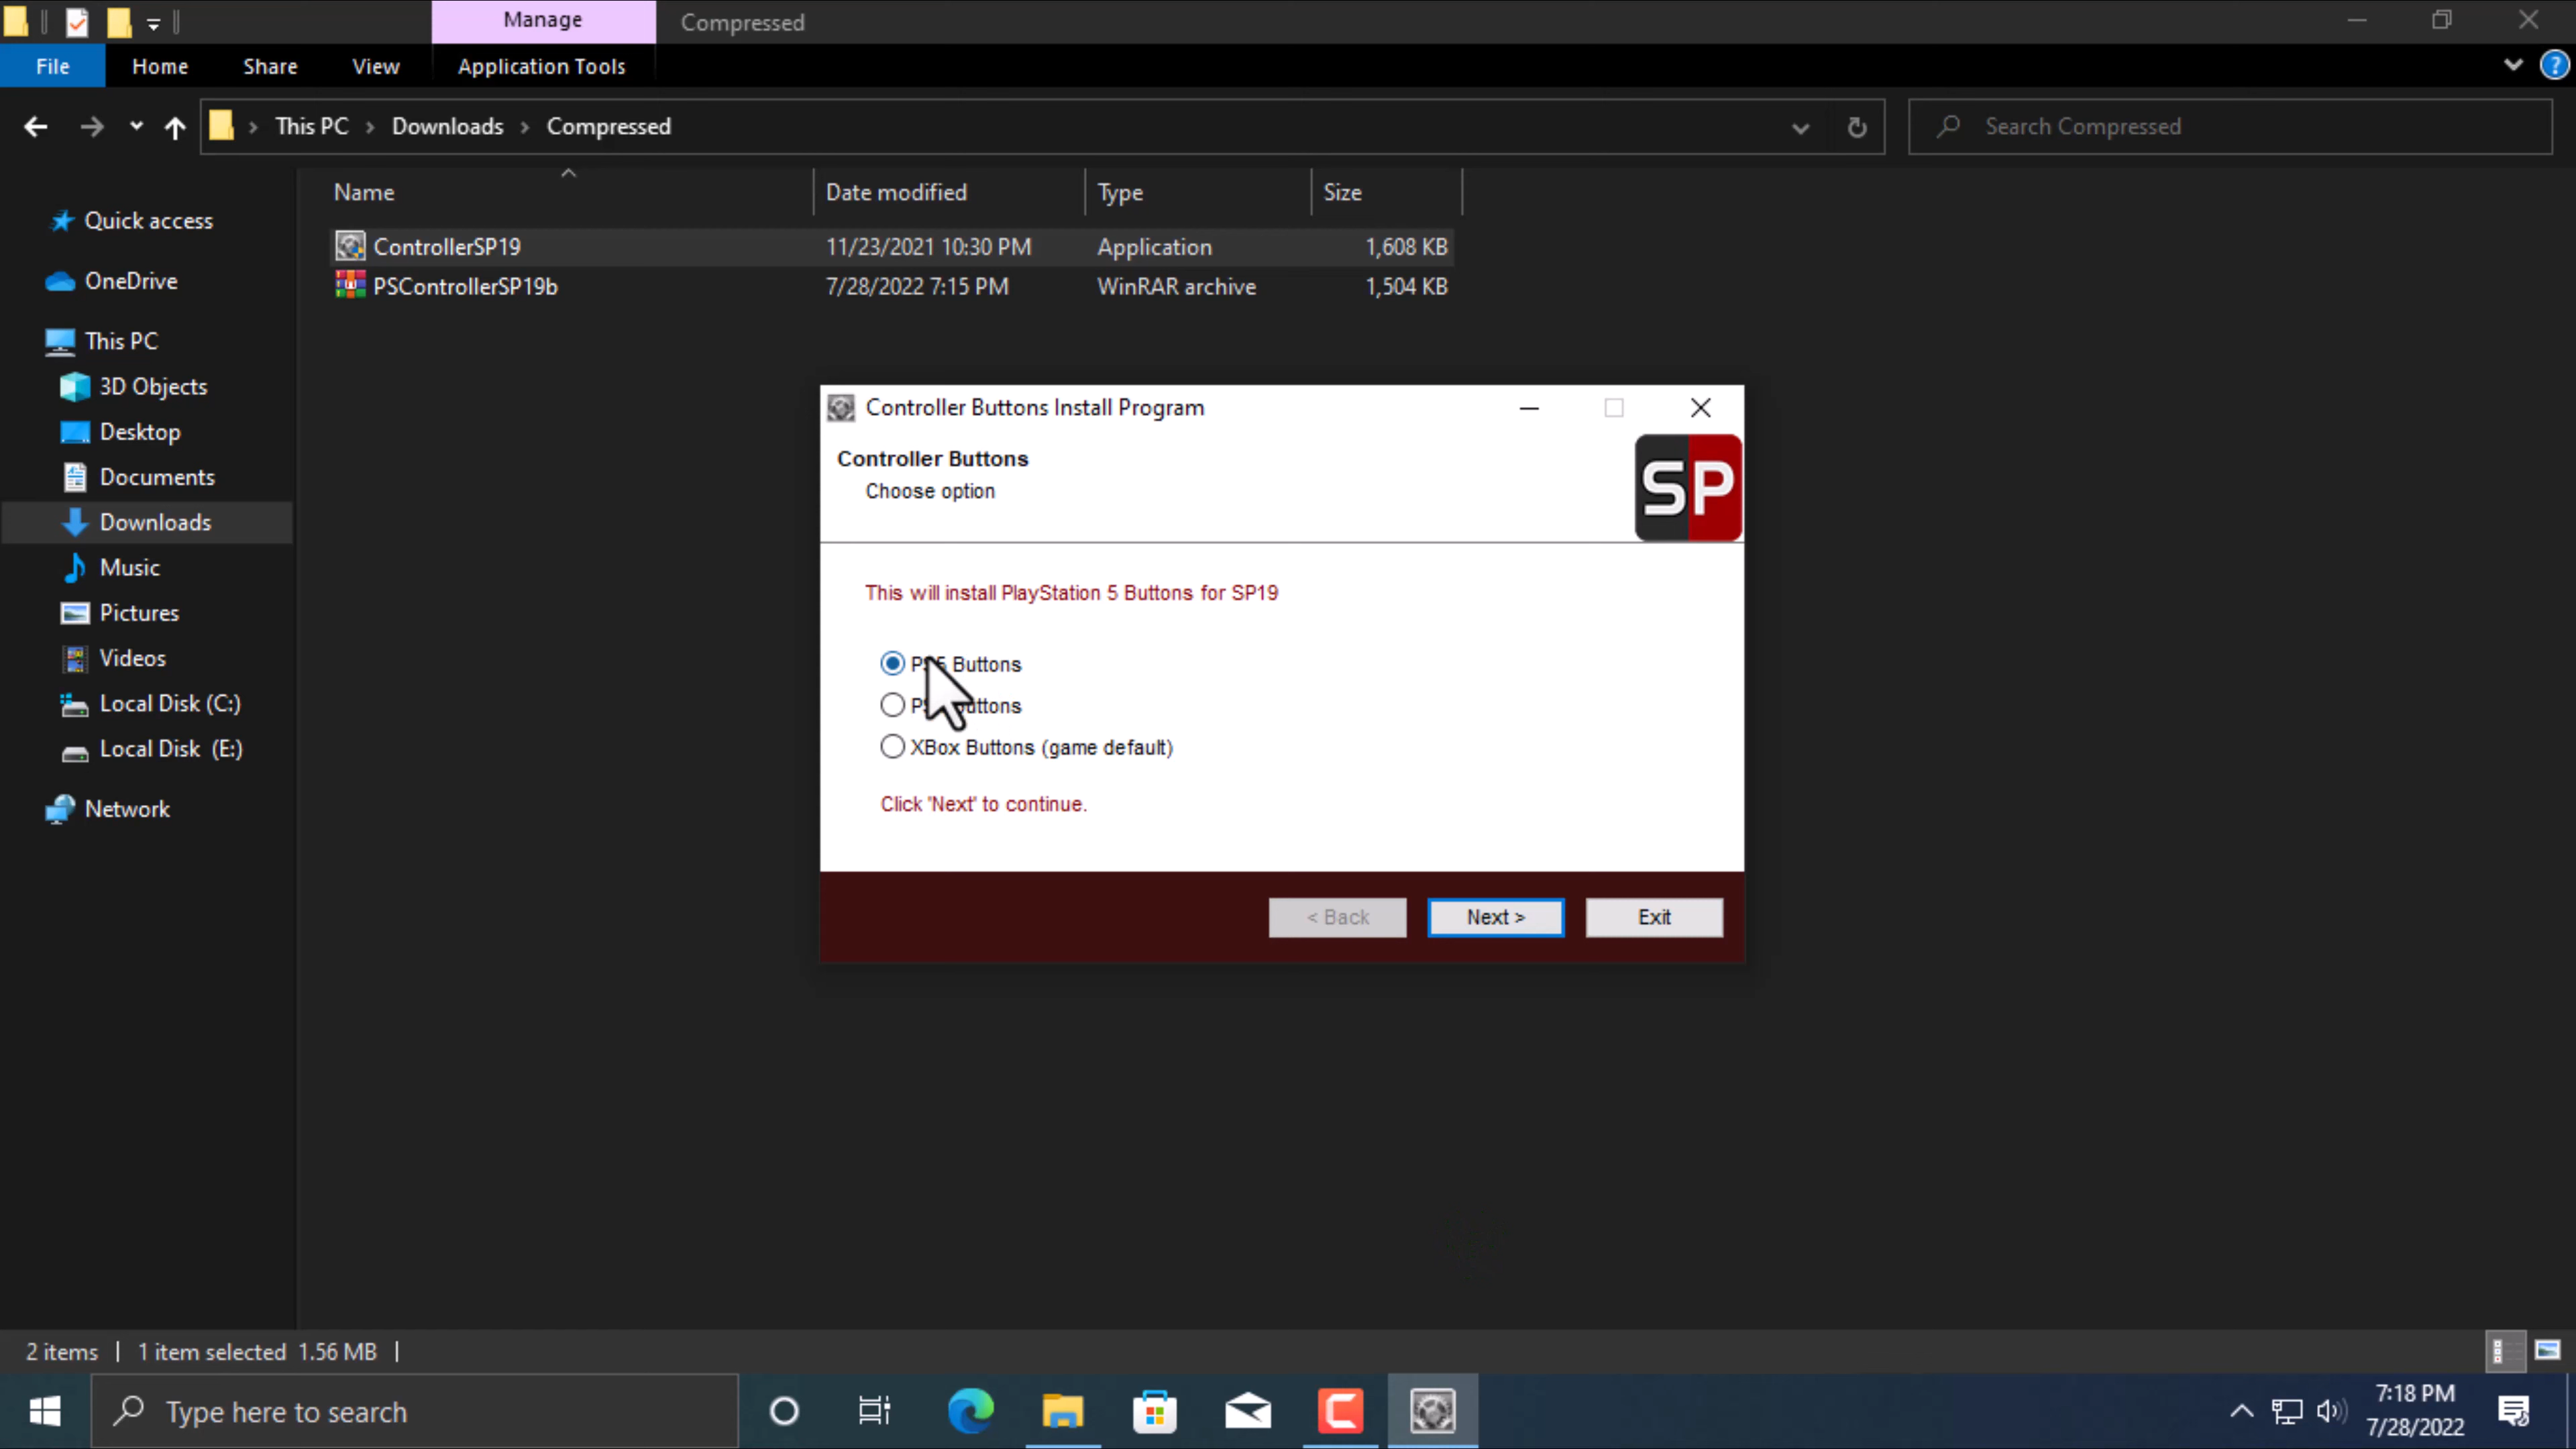 Manage
Compressed
File
Home
Share
View
Application Tools
This PC
Downloads
Compressed
Search Compressed
Name
Date modified
Type
Size
ControllerSP19
11/23/2021 10:30 PM
Application
1,608 KB
PSControllerSP19b
7/28/2022 7:15 PM
WinRAR archive
1,504 KB
Quick access
OneDrive
This PC
3D Objects
Desktop
Documents
Downloads
Music
Pictures
Videos
Local Disk (C:)
Local Disk (E:)
Network
Controller Buttons Install Program
Controller Buttons
Choose option
SP
This will install PlayStation 5 Buttons for SP19
Buttons
XBox Buttons (game default)
Click 'Next' to continue.
< Back
Next >
Exit
2 items
1 item selected 1.56 MB
Type here to search
7:18 PM
7/28/2022